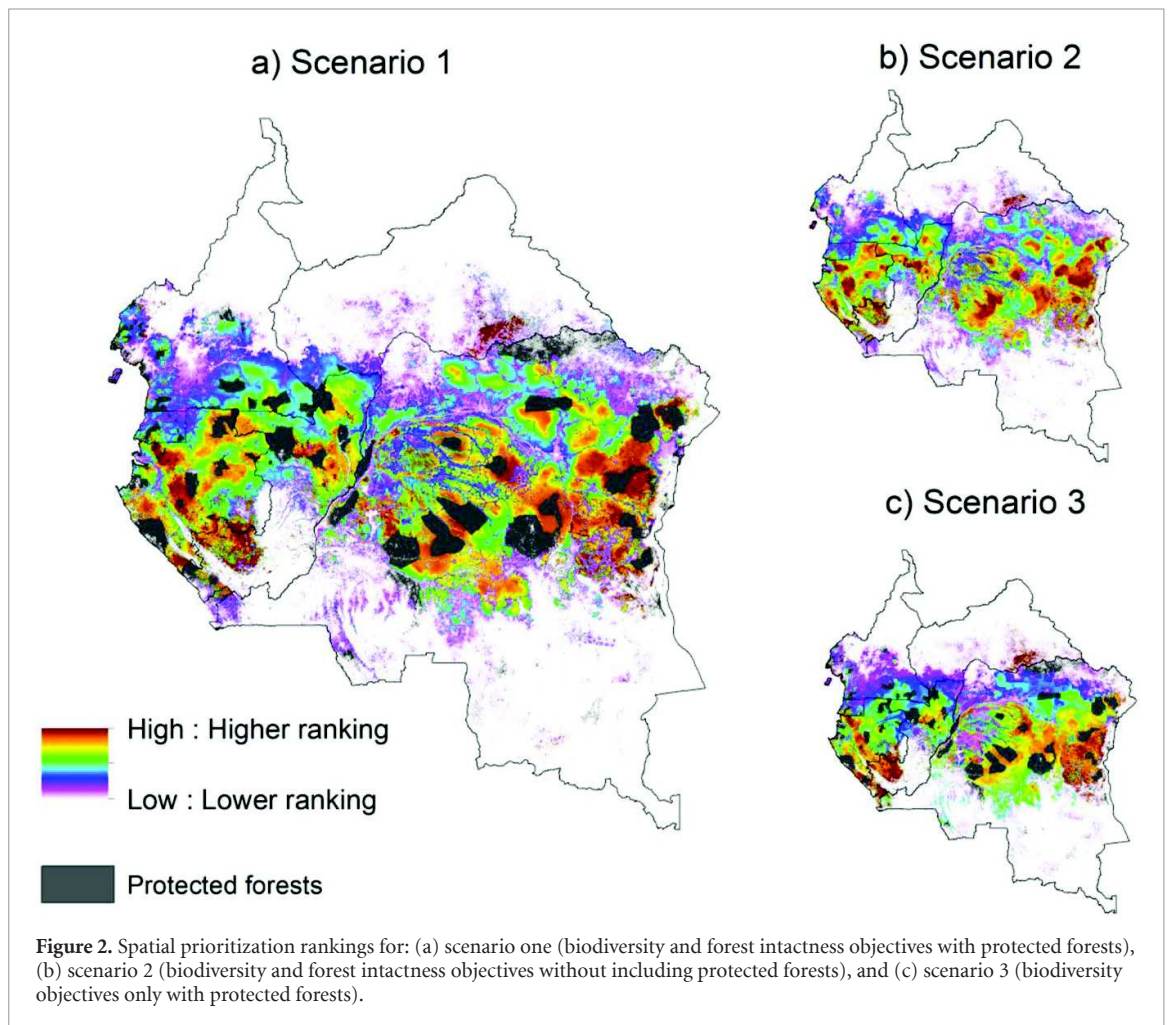 a) Scenario 1
b) Scenario 2
c) Scenario 3
High : Higher ranking
Low : Lower ranking
Protected forests
Figure 2. Spatial prioritization rankings for: (a) scenario one (biodiversity and forest intactness objectives with protected forests),
(b) scenario 2 (biodiversity and forest intactness objectives without including protected forests), and (c) scenario 3 (biodiversity
objectives only with protected forests).